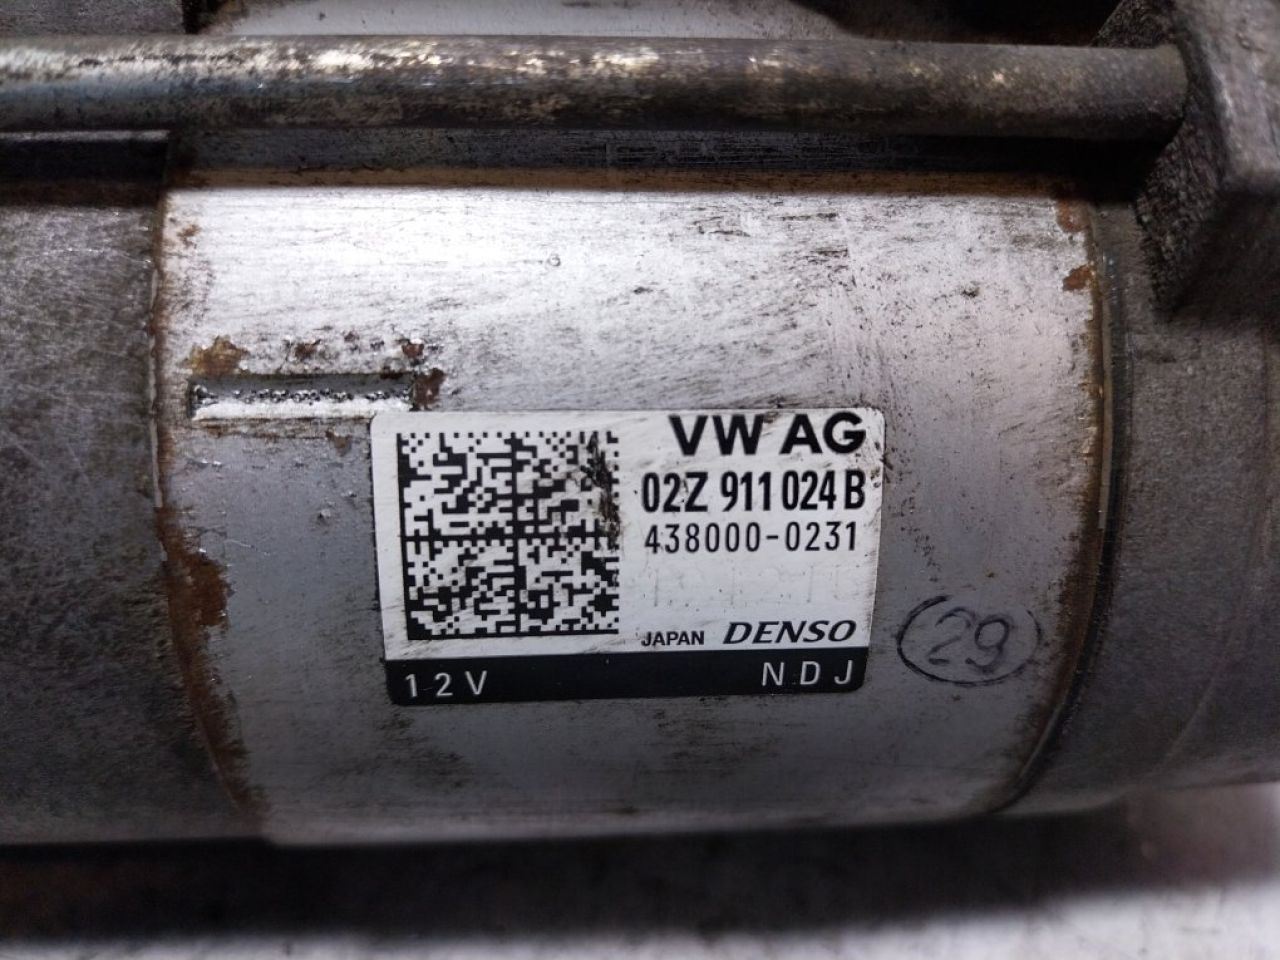 VW AG
02Z 911 024 B
438000-0231
JAPAN DENSO
12V NDJ
29